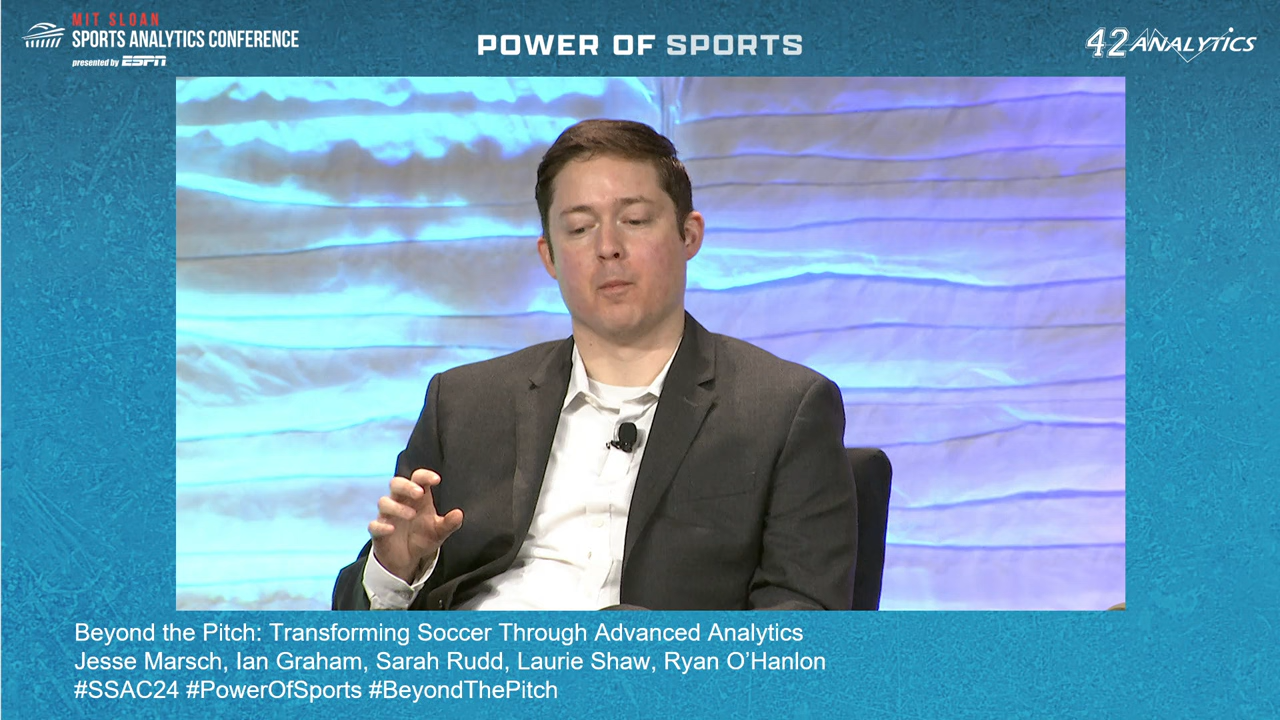 MIT SLOAN
SPORTS ANALYTICS CONFERENCE
presented by ESPN
POWER OF SPORTS
42 ANALYTICS
Beyond the Pitch: Transforming Soccer Through Advanced Analytics
Jesse Marsch, Ian Graham, Sarah Rudd, Laurie Shaw, Ryan O’Hanlon
#SSAC24 #PowerOfSports #BeyondThePitch